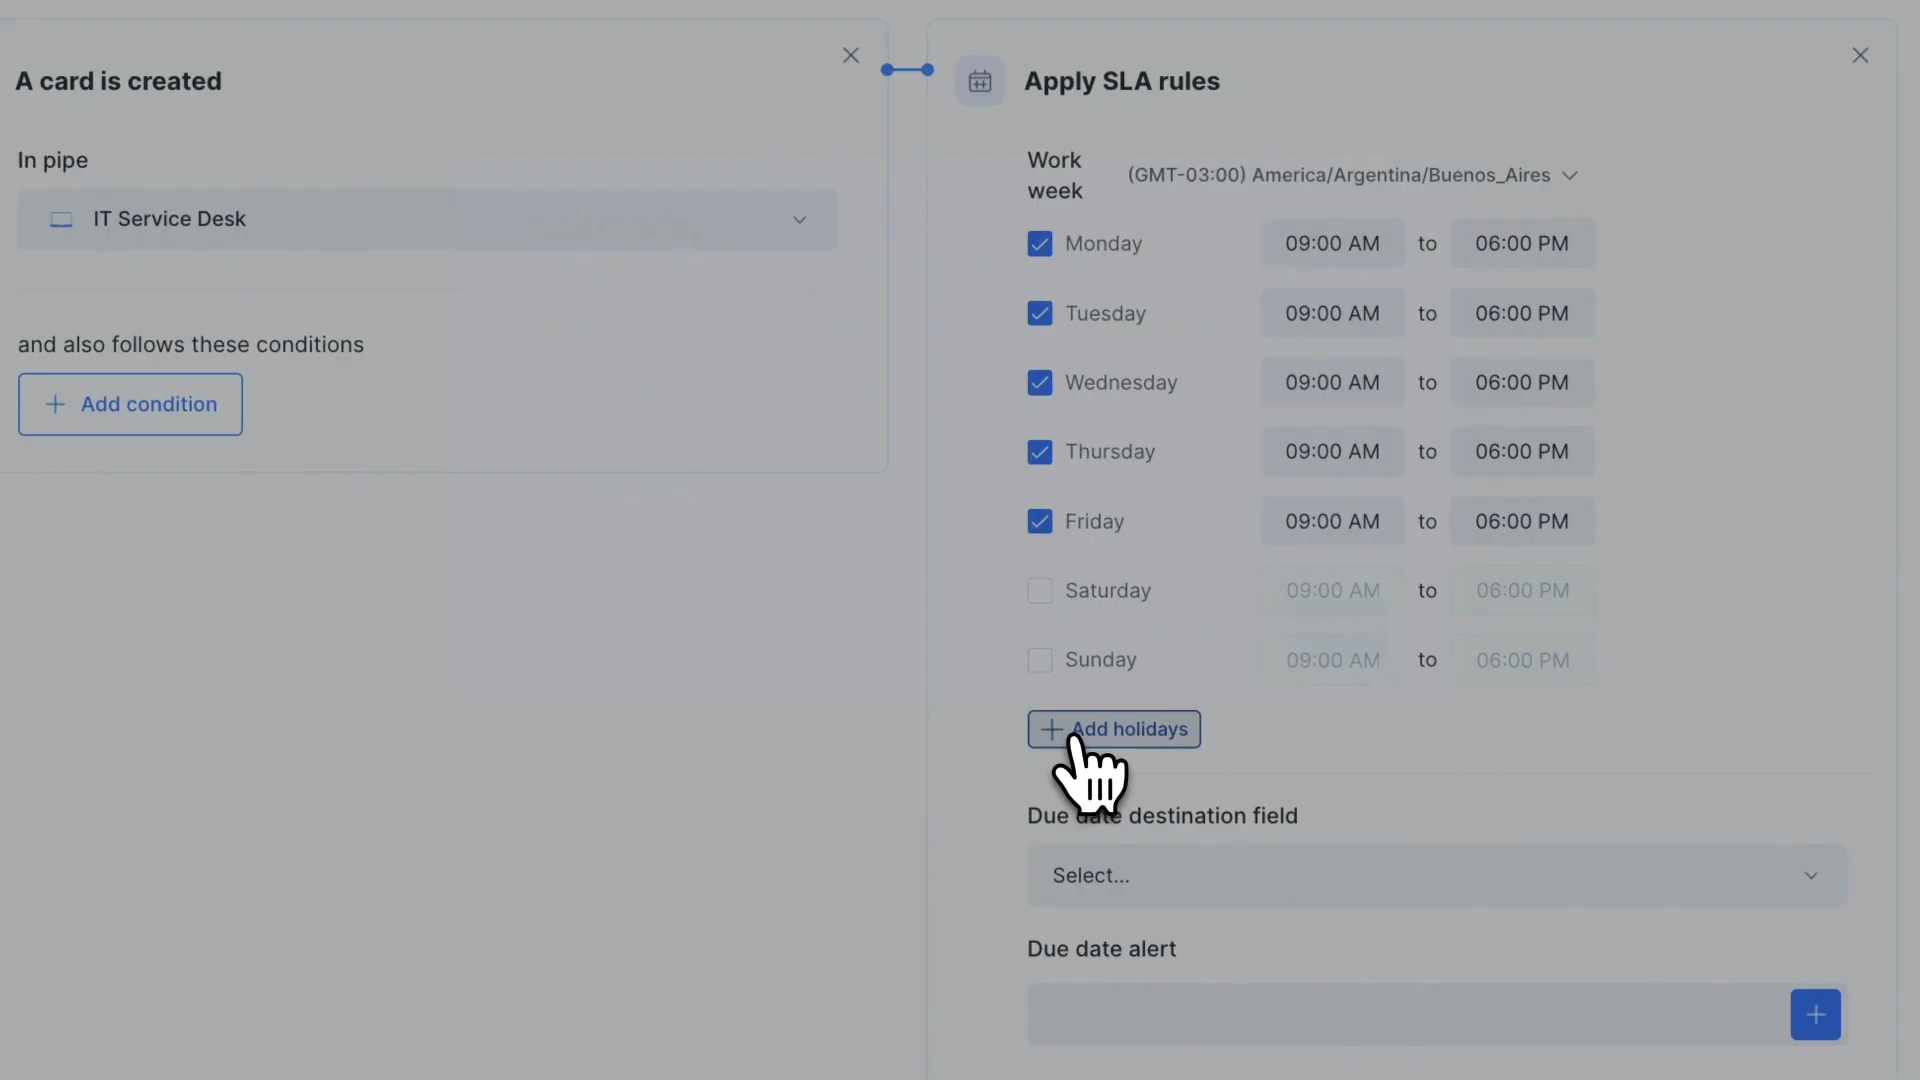 A card is created
In pipe
IT Service Desk
and also follows these conditions
Add condition
Apply SLA rules
Work week
(GMT-03:00) America/Argentina/Buenos_Aires
Monday 09:00 AM to 06:00 PM
Tuesday 09:00 AM to 06:00 PM
Wednesday 09:00 AM to 06:00 PM
Thursday 09:00 AM to 06:00 PM
Friday 09:00 AM to 06:00 PM
Saturday 09:00 AM to 06:00 PM
Sunday 09:00 AM to 06:00 PM
Add holidays
Due date destination field
Select...
Due date alert